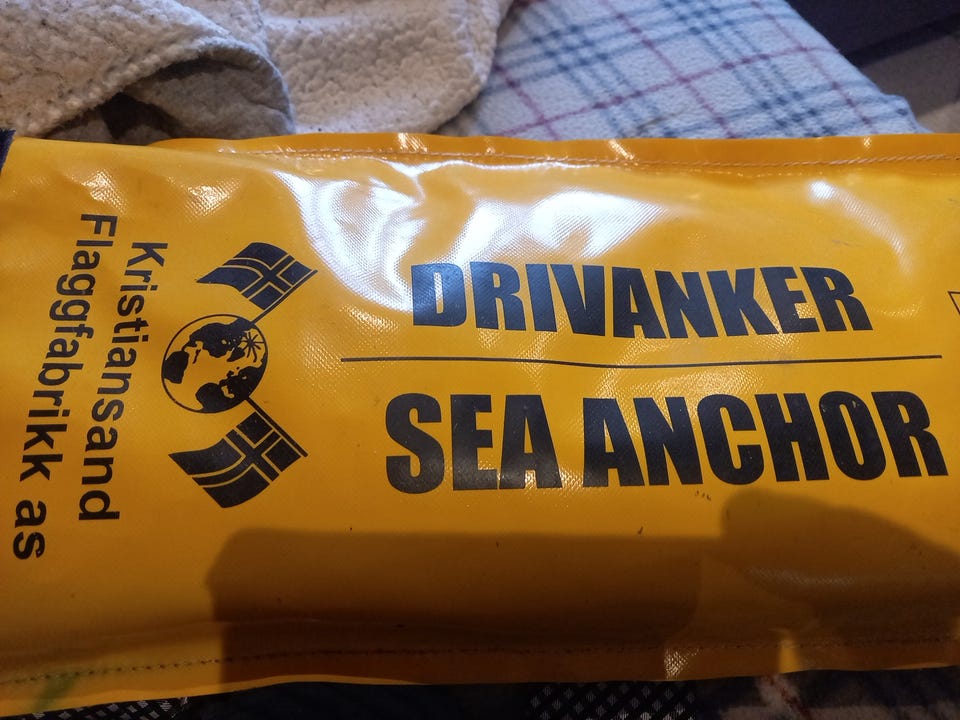 DRIVANKER
SEA ANCHOR
Kristiansand
Flaggfabrikk as